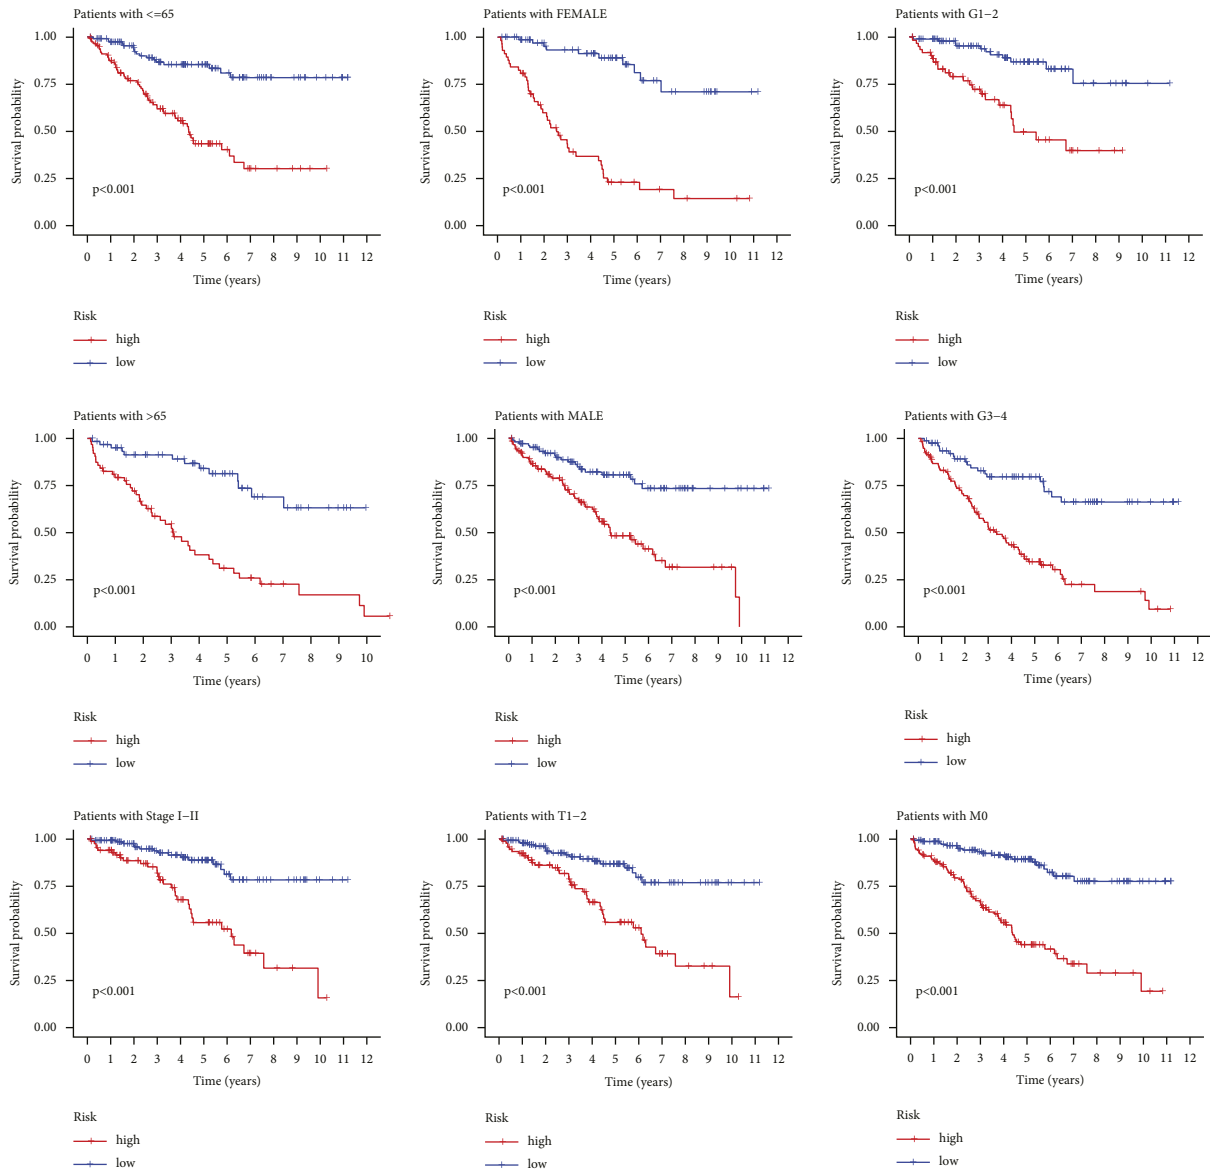 Patients with <=65
1.00
0.75
0.50
0.25
0.00
Survival probability
p<0.001
0 1 2 3 4 5 6 7 8 9 10 11 12
Time (years)
Risk
high
low
Patients with FEMALE
1.00
0.75
0.50
0.25
0.00
Survival probability
p<0.001
0 1 2 3 4 5 6 7 8 9 10 11 12
Time (years)
Risk
high
low
Patients with G1−2
1.00
0.75
0.50
0.25
0.00
Survival probability
p<0.001
0 1 2 3 4 5 6 7 8 9 10 11 12
Time (years)
Risk
high
low
Patients with >65
1.00
0.75
0.50
0.25
0.00
Survival probability
p<0.001
0 1 2 3 4 5 6 7 8 9 10
Time (years)
Risk
high
low
Patients with MALE
1.00
0.75
0.50
0.25
0.00
Survival probability
p<0.001
0 1 2 3 4 5 6 7 8 9 10 11 12
Time (years)
Risk
high
low
Patients with G3−4
1.00
0.75
0.50
0.25
0.00
Survival probability
p<0.001
0 1 2 3 4 5 6 7 8 9 10 11 12
Time (years)
Risk
high
low
Patients with Stage I−II
1.00
0.75
0.50
0.25
0.00
Survival probability
p<0.001
0 1 2 3 4 5 6 7 8 9 10 11 12
Time (years)
Risk
high
low
Patients with T1−2
1.00
0.75
0.50
0.25
0.00
Survival probability
p<0.001
0 1 2 3 4 5 6 7 8 9 10 11 12
Time (years)
Risk
high
low
Patients with M0
1.00
0.75
0.50
0.25
0.00
Survival probability
p<0.001
0 1 2 3 4 5 6 7 8 9 10 11 12
Time (years)
Risk
high
low